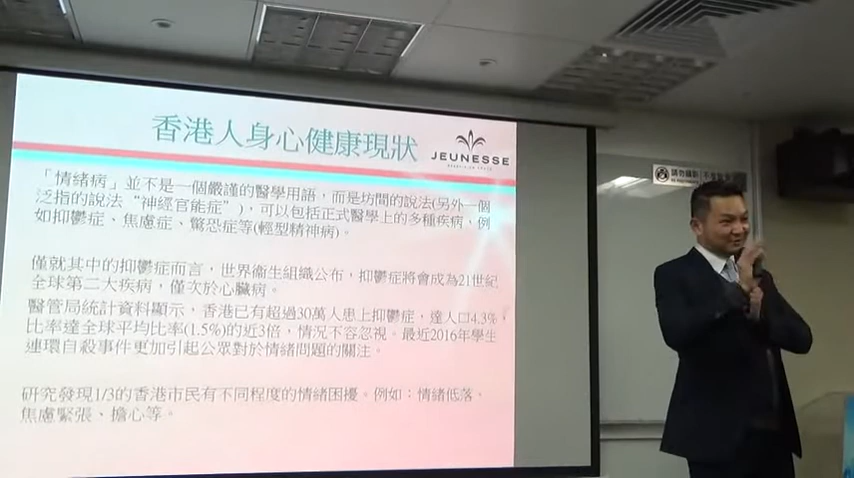 香港人身心健康現狀
JEUNESSE
「情緒病」並不是一個嚴謹的醫學用語，而是坊間的說法(另外一個
泛指的說法“神經官能症”)，可以包括正式醫學上的多種疾病，例
如抑鬱症、焦慮症、驚恐症等(輕型精神病)。
僅就其中的抑鬱症而言，世界衞生組織公布，抑鬱症將會成為21世紀
全球第二大疾病，僅次於心臟病。
醫管局統計資料顯示，香港已有超過30萬人患上抑鬱症，達人口4.3%，
比率達全球平均比率(1.5%)的近3倍，情況不容忽視。最近2016年學生
連環自殺事件更加引起公眾對於情緒問題的關注。
研究發現1/3的香港市民有不同程度的情緒困擾。例如：情緒低落、
焦慮緊張、擔心等。
請勿攝影